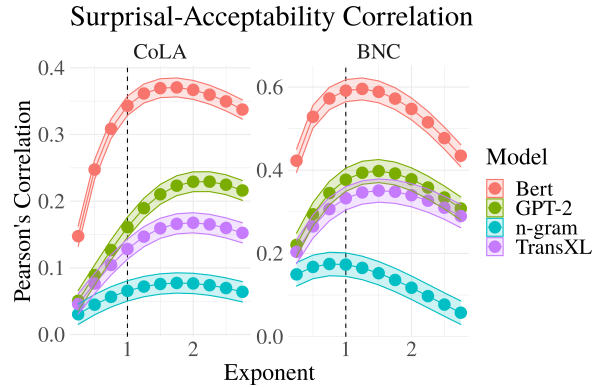 Surprisal-Acceptability Correlation
CoLA
BNC
Pearson's Correlation
0.4
0.3
0.2
0.1
0.0
0.6
0.4
0.2
0.0
1
2
1
2
Exponent
Model
Bert
GPT-2
n-gram
TransXL